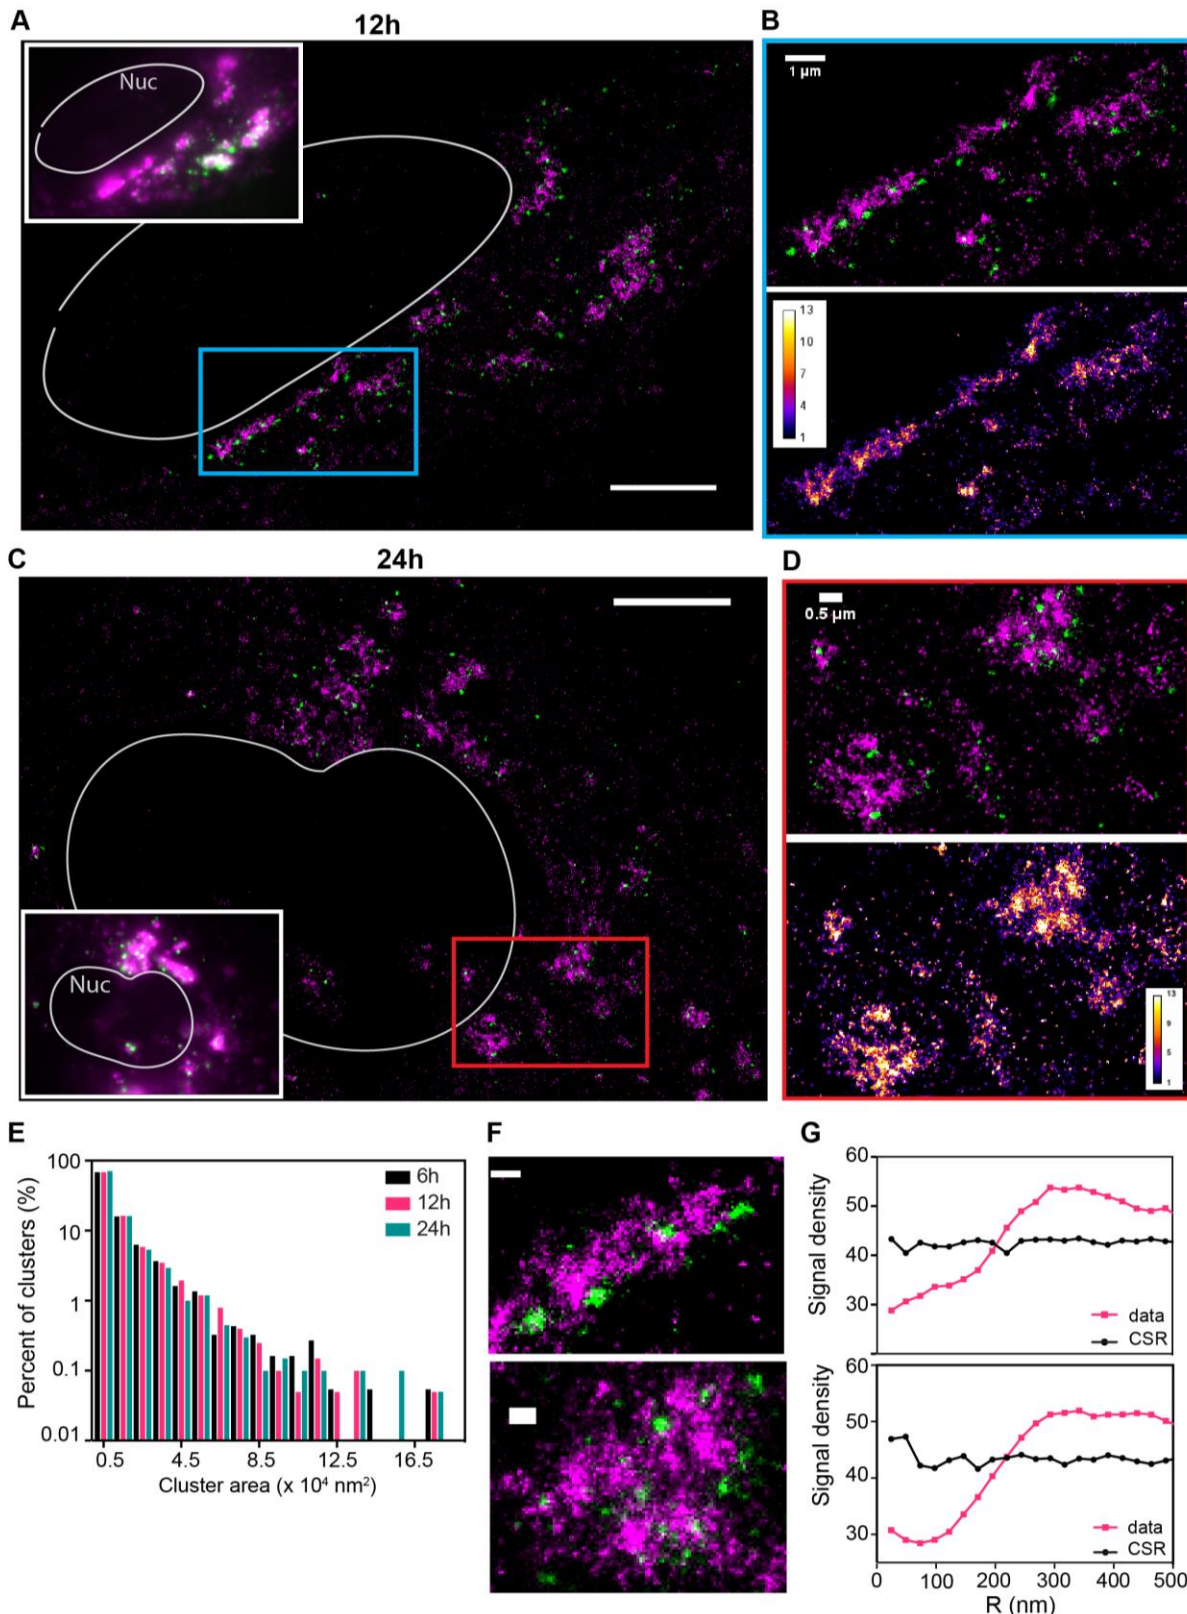 A
12h
Nuc
B
1 µm
13
10
7
4
1
C
24h
Nuc
D
0.5 µm
13
9
5
1
E
100
10
1
0.1
0.01
Percent of clusters (%)
6h
12h
24h
0.5 4.5 8.5 12.5 16.5
Cluster area (x 10⁴ nm²)
F
G
60
50
40
30
Signal density
data
CSR
60
50
40
30
Signal density
data
CSR
0 100 200 300 400 500
R (nm)